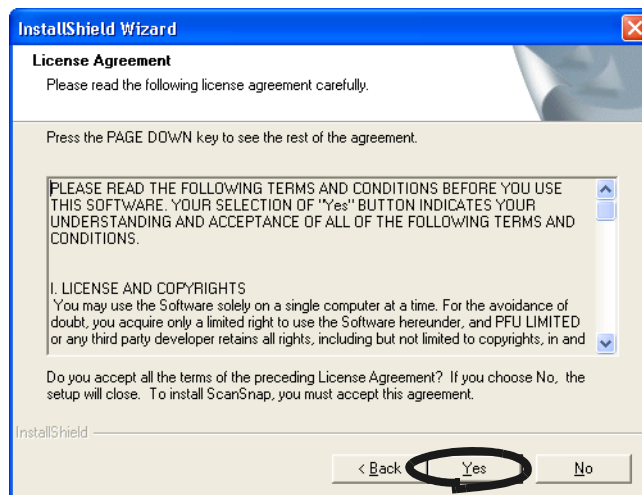 InstallShield Wizard
License Agreement
Please read the following license agreement carefully.
Press the PAGE DOWN key to see the rest of the agreement.
PLEASE READ THE FOLLOWING TERMS AND CONDITIONS BEFORE YOU USE
THIS SOFTWARE. YOUR SELECTION OF "Yes" BUTTON INDICATES YOUR
UNDERSTANDING AND ACCEPTANCE OF ALL OF THE FOLLOWING TERMS AND
CONDITIONS.
I. LICENSE AND COPYRIGHTS
You may use the Software solely on a single computer at a time. For the avoidance of
doubt, you acquire only a limited right to use the Software hereunder, and PFU LIMITED
or any third party developer retains all rights, including but not limited to copyrights, in and
Do you accept all the terms of the preceding License Agreement? If you choose No, the
setup will close. To install ScanSnap, you must accept this agreement.
InstallShield
< Back Yes No